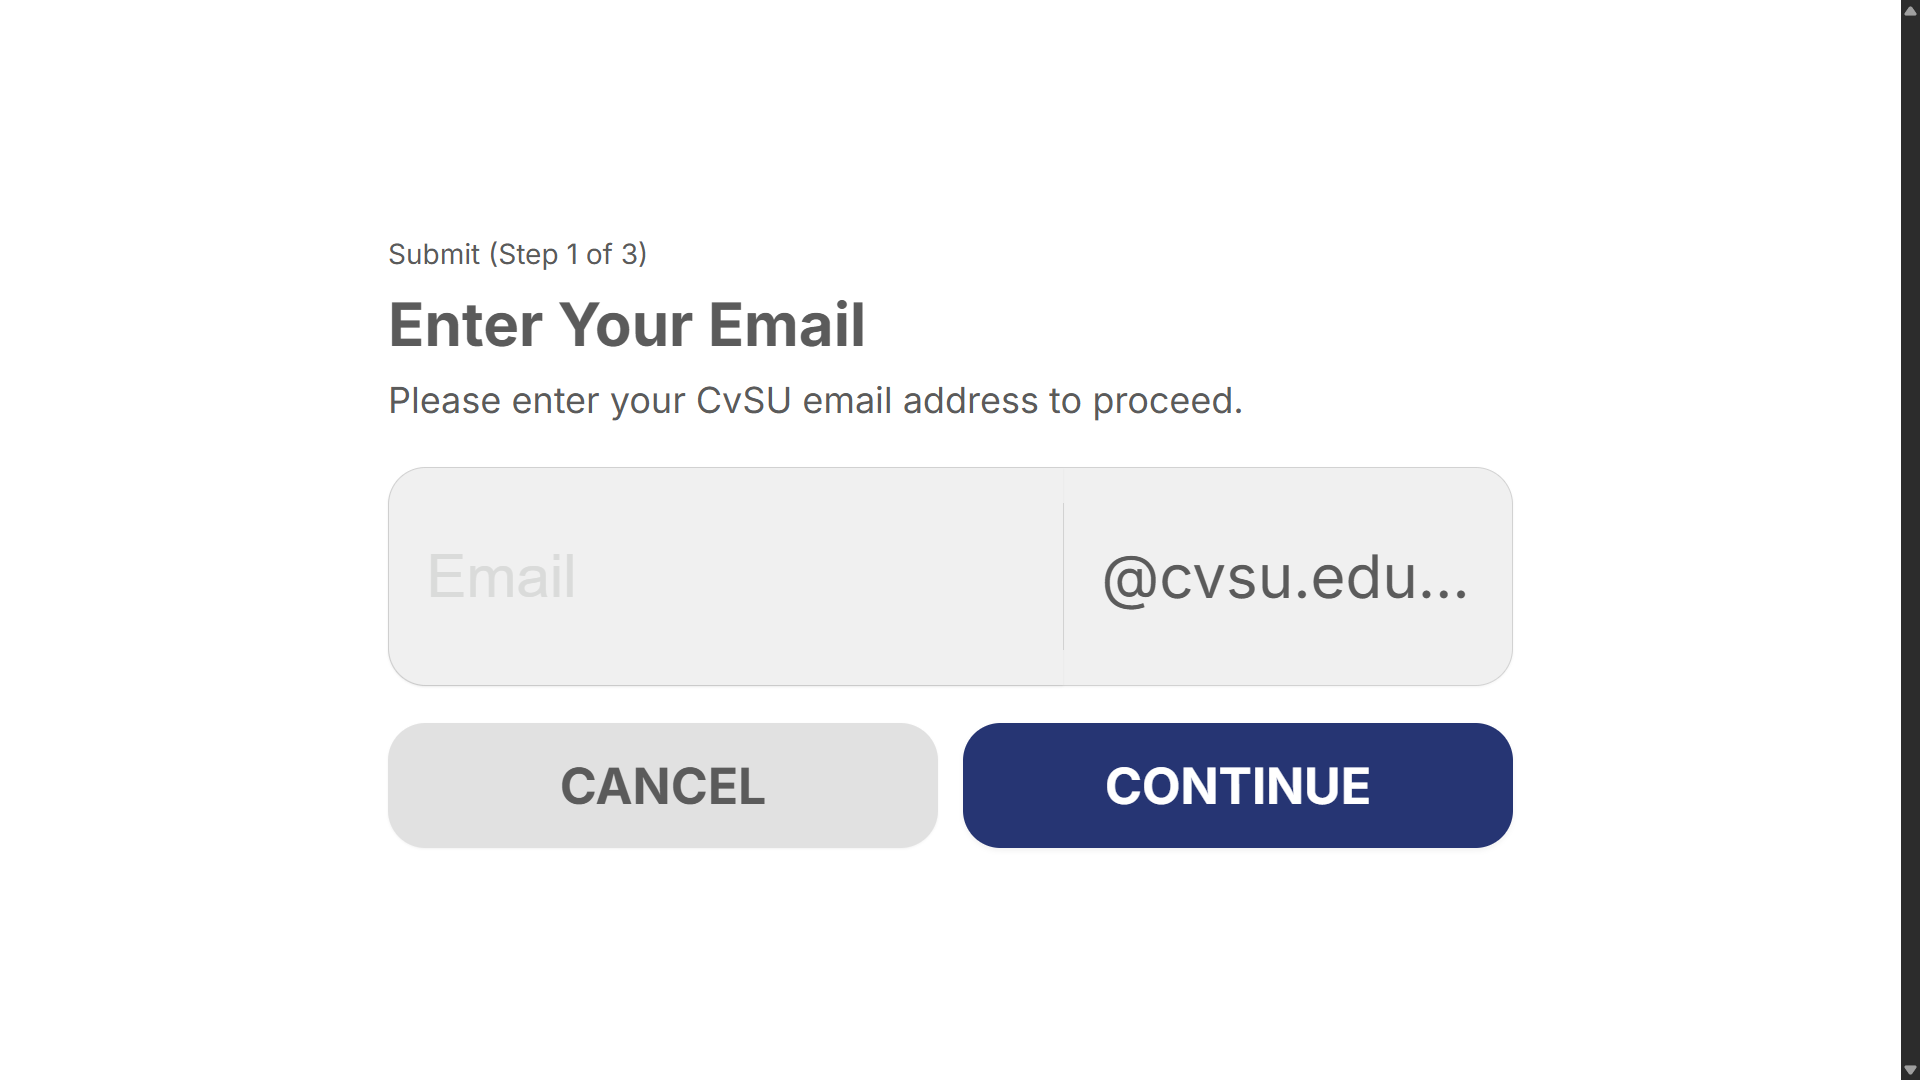 Submit (Step 1 of 3)
Enter Your Email
Please enter your CvSU email address to proceed.
Email
@cvsu.edu...
CANCEL
CONTINUE